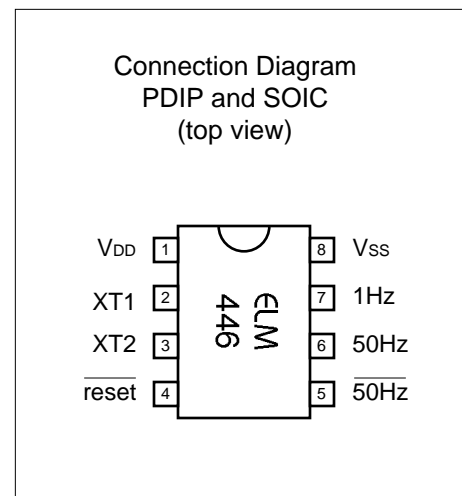 Connection Diagram
PDIP and SOIC
(top view)
VDD 1 8 VSS
XT1 2 7 1Hz
XT2 3 6 50Hz
reset 4 5 50Hz
ELM
446